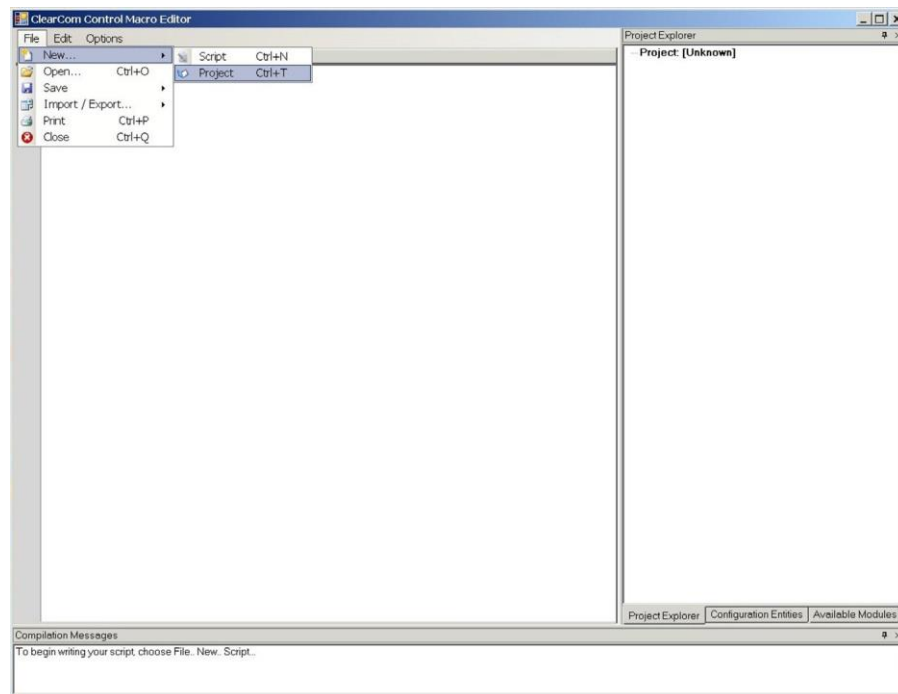 ClearCom Control Macro Editor
File Edit Options
New...
Open... Ctrl+O
Save
Import / Export...
Print Ctrl+P
Close Ctrl+Q
Script Ctrl+N
Project Ctrl+T
Project Explorer
Project: [Unknown]
Project Explorer Configuration Entities Available Modules
Compilation Messages
To begin writing your script, choose File.. New.. Script...